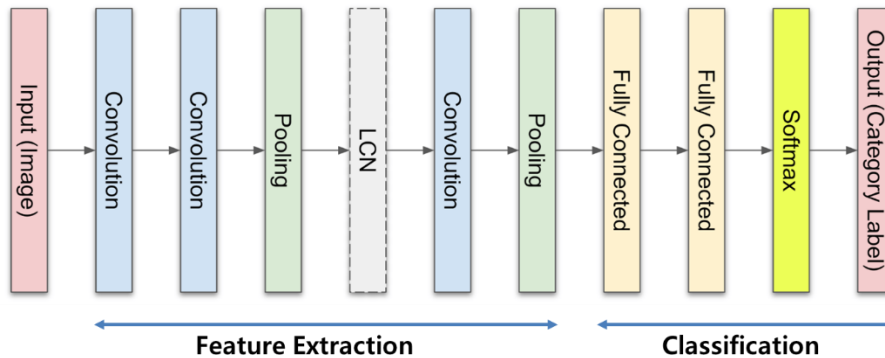 Input (Image)
Convolution
Convolution
Pooling
LCN
Convolution
Pooling
Fully Connected
Fully Connected
Softmax
Output (Category Label)
Feature Extraction
Classification